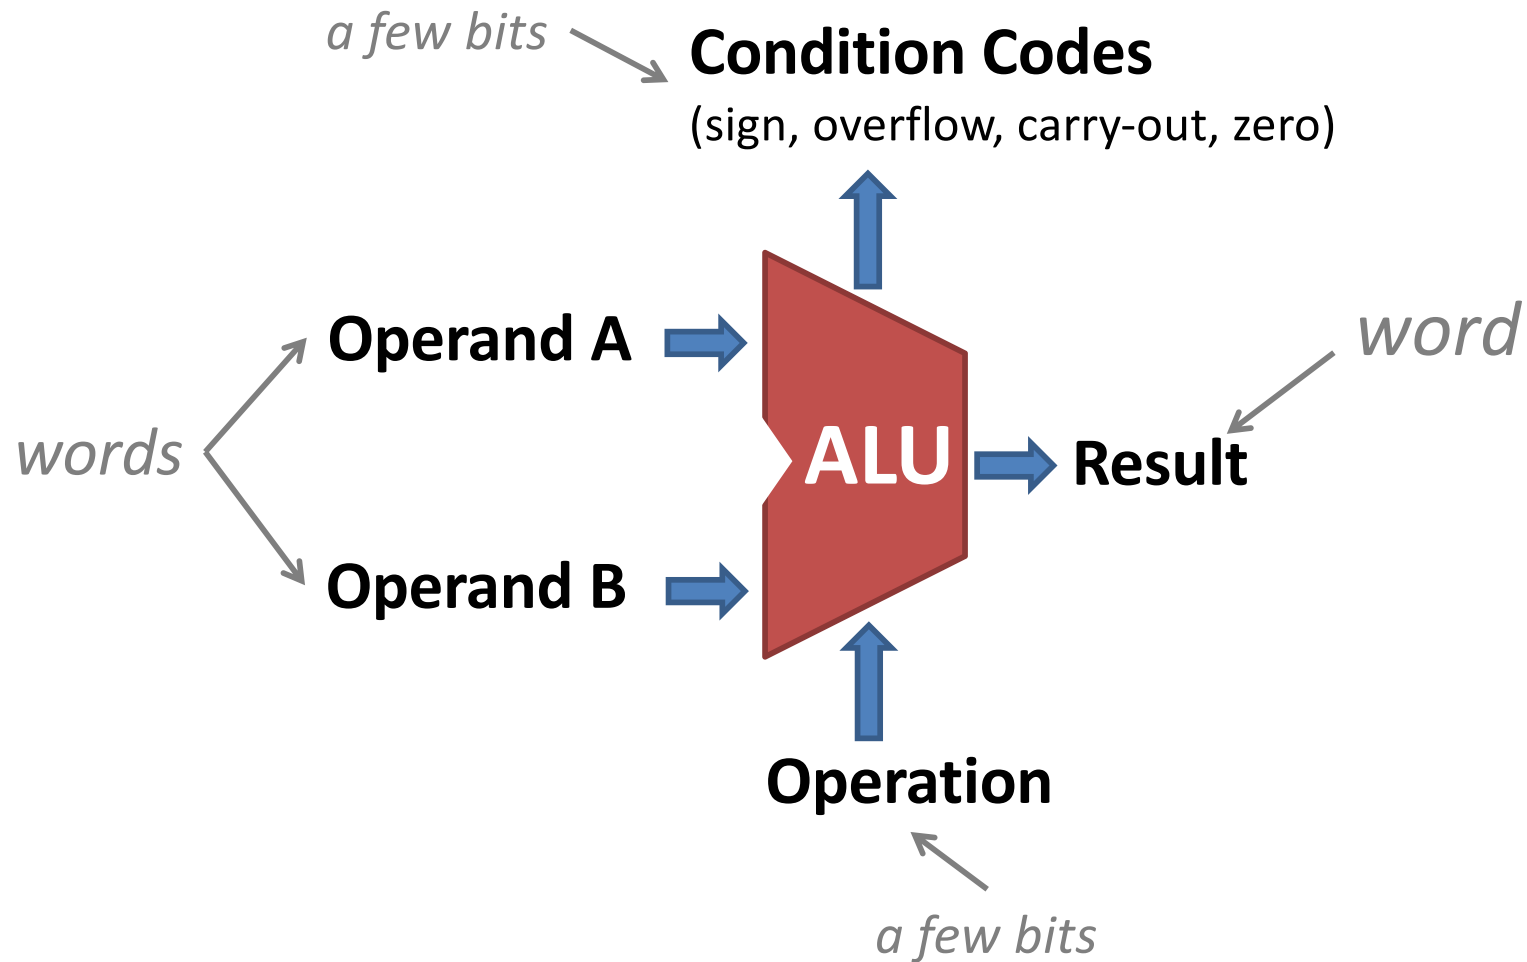 a few bits
Condition Codes
(sign, overflow, carry-out, zero)
Operand A
word
words
ALU
Result
Operand B
Operation
a few bits